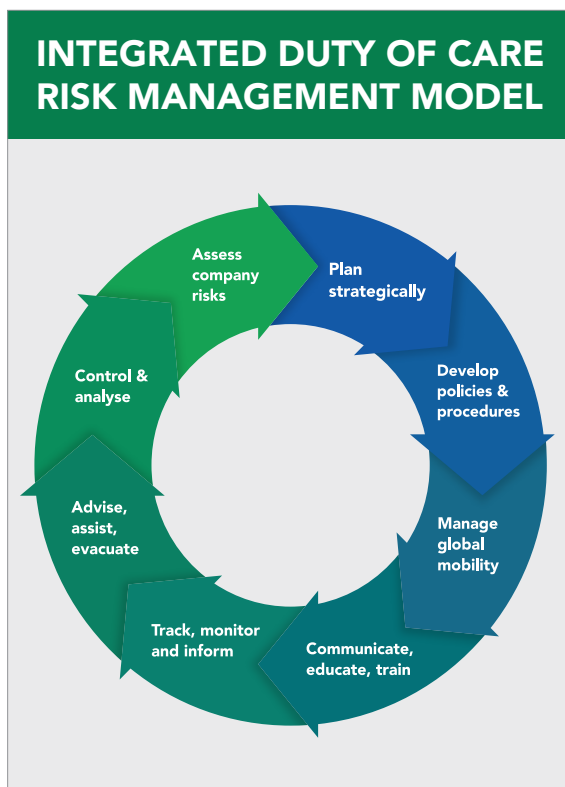 INTEGRATED DUTY OF CARE
RISK MANAGEMENT MODEL
Assess
company
risks
Plan
strategically
Develop
policies &
procedures
Manage
global
mobility
Communicate,
educate, train
Track, monitor
and inform
Advise,
assist,
evacuate
Control &
analyse